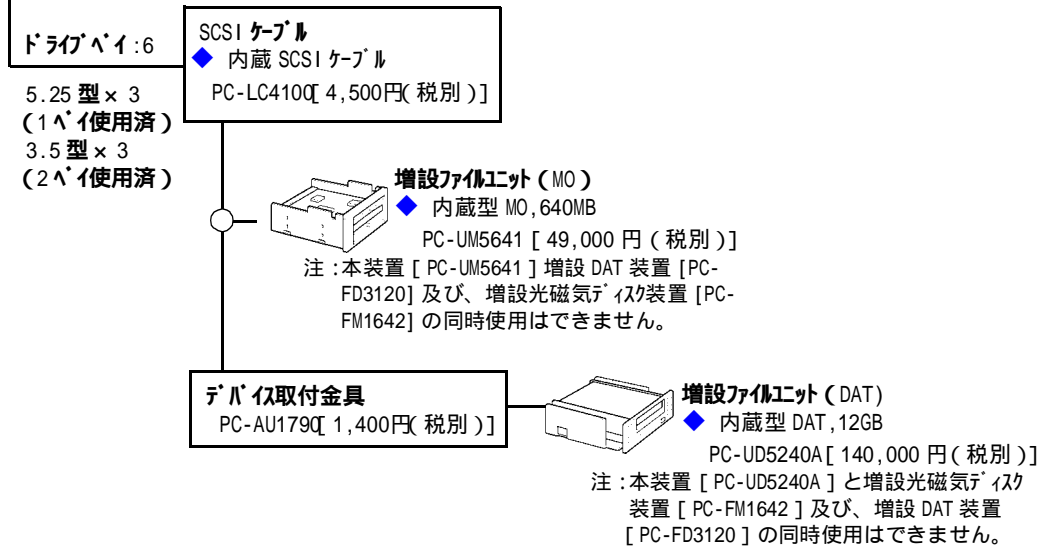 ドライブベイ:6
5.25 型×3
(1ベイ使用済)
3.5 型×3
(2ベイ使用済)
SCSI ケーブル
◆ 内蔵 SCSI ケーブル
PC-LC4100[ 4,500円(税別)]
増設ファイルユニット(MO)
◆ 内蔵型 MO,640MB
PC-UM5641 [ 49,000 円(税別)]
注:本装置[ PC-UM5641 ]増設 DAT 装置 [PC-
FD3120] 及び、増設光磁気ディスク装置 [PC-
FM1642] の同時使用はできません。
デバイス取付金具
PC-AU1790[ 1,400円(税別)]
増設ファイルユニット(DAT)
◆ 内蔵型 DAT,12GB
PC-UD5240A[ 140,000 円(税別)]
注:本装置[ PC-UD5240A ]と増設光磁気ディスク
装置[ PC-FM1642 ]及び、増設 DAT 装置
[ PC-FD3120 ]の同時使用はできません。